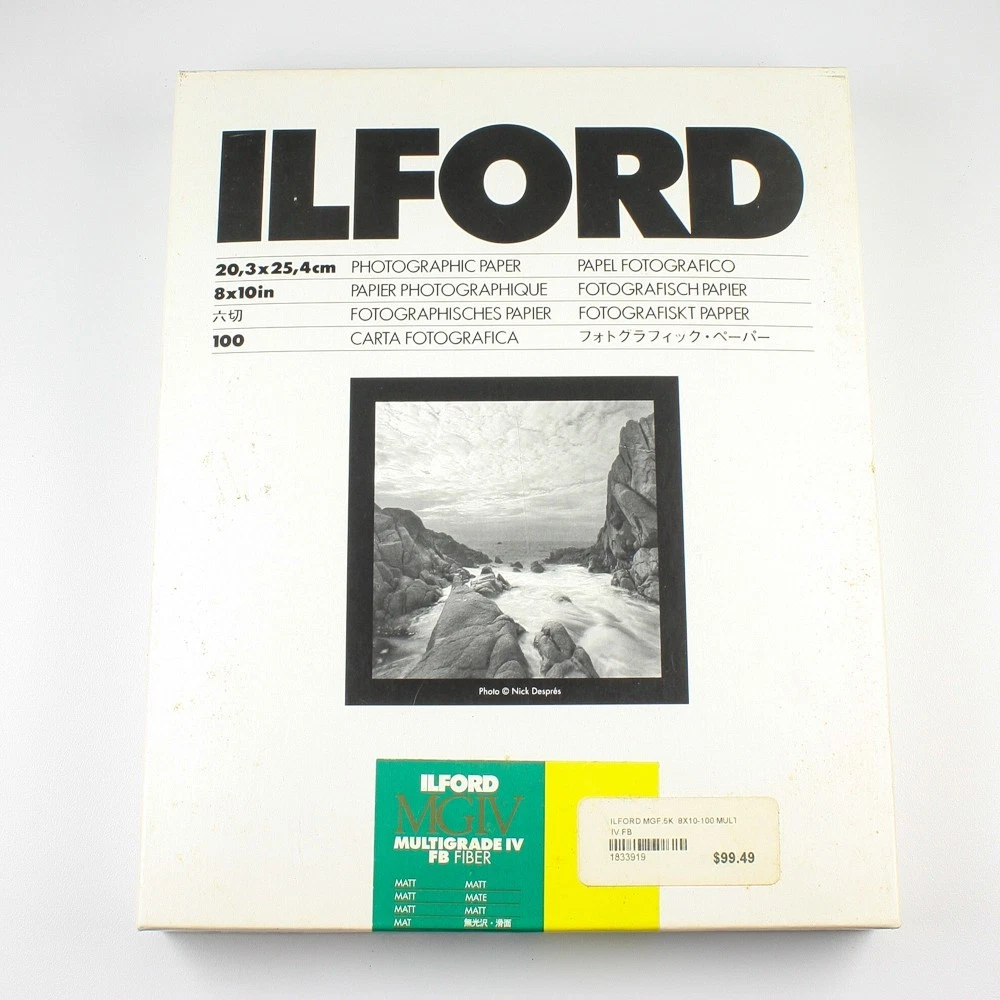 ILFORD
20,3x25,4cm PHOTOGRAPHIC PAPER PAPEL FOTOGRAFICO
8x10in PAPIER PHOTOGRAPHIQUE FOTOGRAFISCH PAPIER
六切 FOTOGRAPHISCHES PAPIER FOTOGRAFISKT PAPPER
100 CARTA FOTOGRAFICA フォトグラフィック・ペーパー
Photo © Nick Després
ILFORD
MGIV
MULTIGRADE IV
FB FIBER
MATT MATT
MATT MATE
MATT MATT
MAT 無光沢・滑面
ILFORD MGF.5K 8X10-100 MULT
IV FB
1833919 $99.49